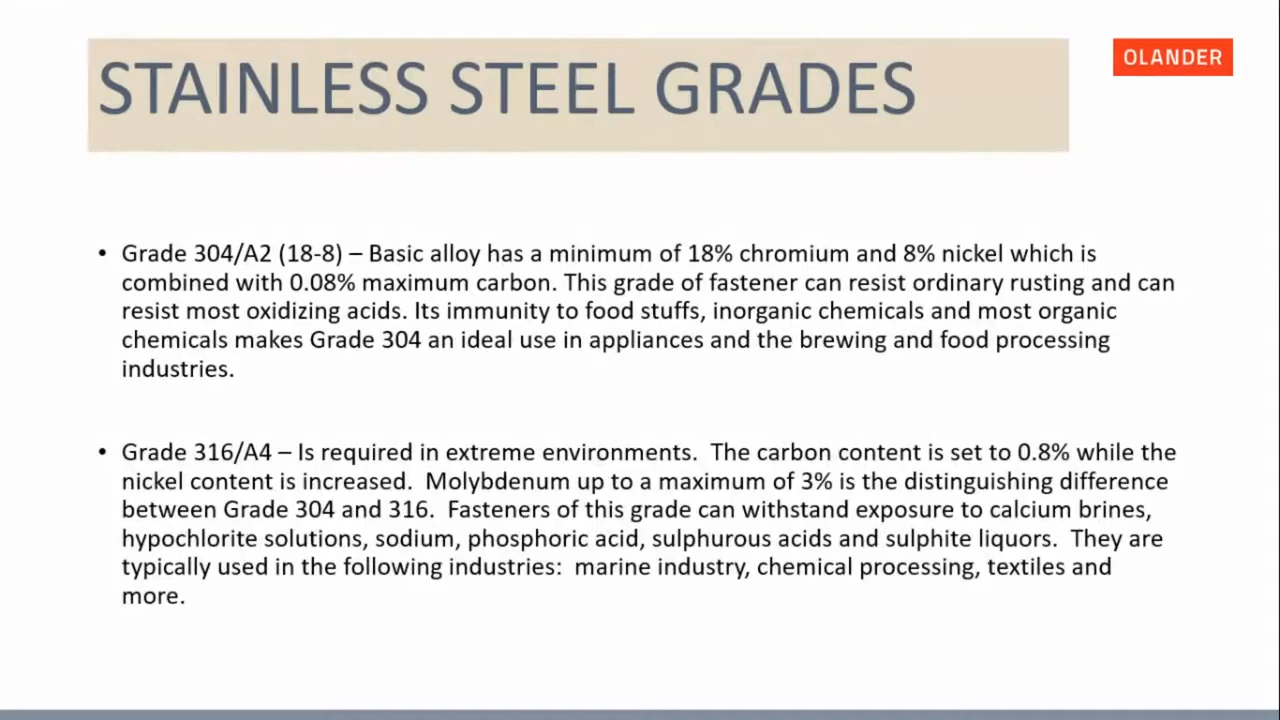 STAINLESS STEEL GRADES
OLANDER
• Grade 304/A2 (18-8) – Basic alloy has a minimum of 18% chromium and 8% nickel which is
combined with 0.08% maximum carbon. This grade of fastener can resist ordinary rusting and can
resist most oxidizing acids. Its immunity to food stuffs, inorganic chemicals and most organic
chemicals makes Grade 304 an ideal use in appliances and the brewing and food processing
industries.
• Grade 316/A4 – Is required in extreme environments.  The carbon content is set to 0.8% while the
nickel content is increased.  Molybdenum up to a maximum of 3% is the distinguishing difference
between Grade 304 and 316.  Fasteners of this grade can withstand exposure to calcium brines,
hypochlorite solutions, sodium, phosphoric acid, sulphurous acids and sulphite liquors.  They are
typically used in the following industries:  marine industry, chemical processing, textiles and
more.